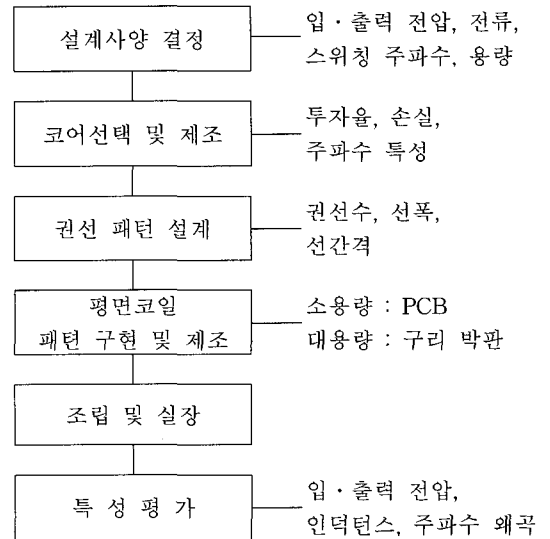 설계사양 결정
입·출력 전압, 전류,
스위칭 주파수, 용량
코어선택 및 제조
투자율, 손실,
주파수 특성
권선 패턴 설계
권선수, 선폭,
선간격
평면코일
패턴 구현 및 제조
소용량 : PCB
대용량 : 구리 박판
조립 및 실장
특 성 평 가
입·출력 전압,
인덕턴스, 주파수 왜곡